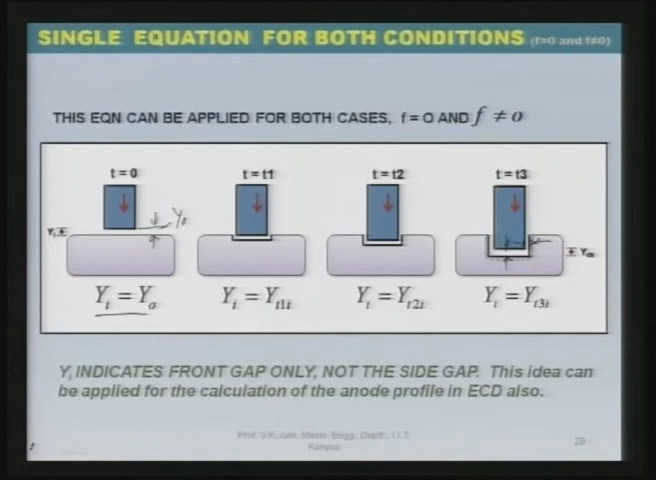 SINGLE EQUATION FOR BOTH CONDITIONS (f=0 and f≠0)
THIS EQN CAN BE APPLIED FOR BOTH CASES, f = O AND f ≠ o
t = 0 t = t1 t = t2 t = t3
Y₀
Yₜ = Yₒ Yₜ = Yₜ₁ₜ Yₜ = Yₜ₂ₜ Yₜ = Yₜ₃ₜ
Yₜ INDICATES FRONT GAP ONLY, NOT THE SIDE GAP. This idea can
be applied for the calculation of the anode profile in ECD also.
Prof. V.K.Jain, Mech. Engg. Deptt., I.I.T.
Kanpur
28